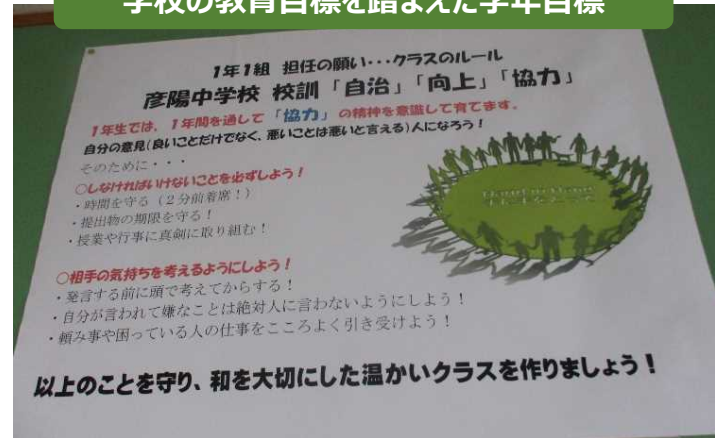 学校の教育目標を踏まえた学年目標
1年1組 担任の願い・・・クラスのルール
彦陽中学校 校訓「自治」「向上」「協力」
1年生では、1年間を通して「協力」の精神を意識して育てます。
自分の意見(良いことだけでなく、悪いことは悪いと言える)人になろう!
そのために・・・
○しなければいけないことを必ずしよう!
・時間を守る(2分前着席!)
・提出物の期限を守る!
・授業や行事に真剣に取り組む!
○相手の気持ちを考えるようにしよう!
・発言する前に頭で考えてからする!
・自分が言われて嫌なことは絶対人に言わないようにしよう!
・頼み事や困っている人の仕事をこころよく引き受けよう!
以上のことを守り、和を大切にした温かいクラスを作りましょう!